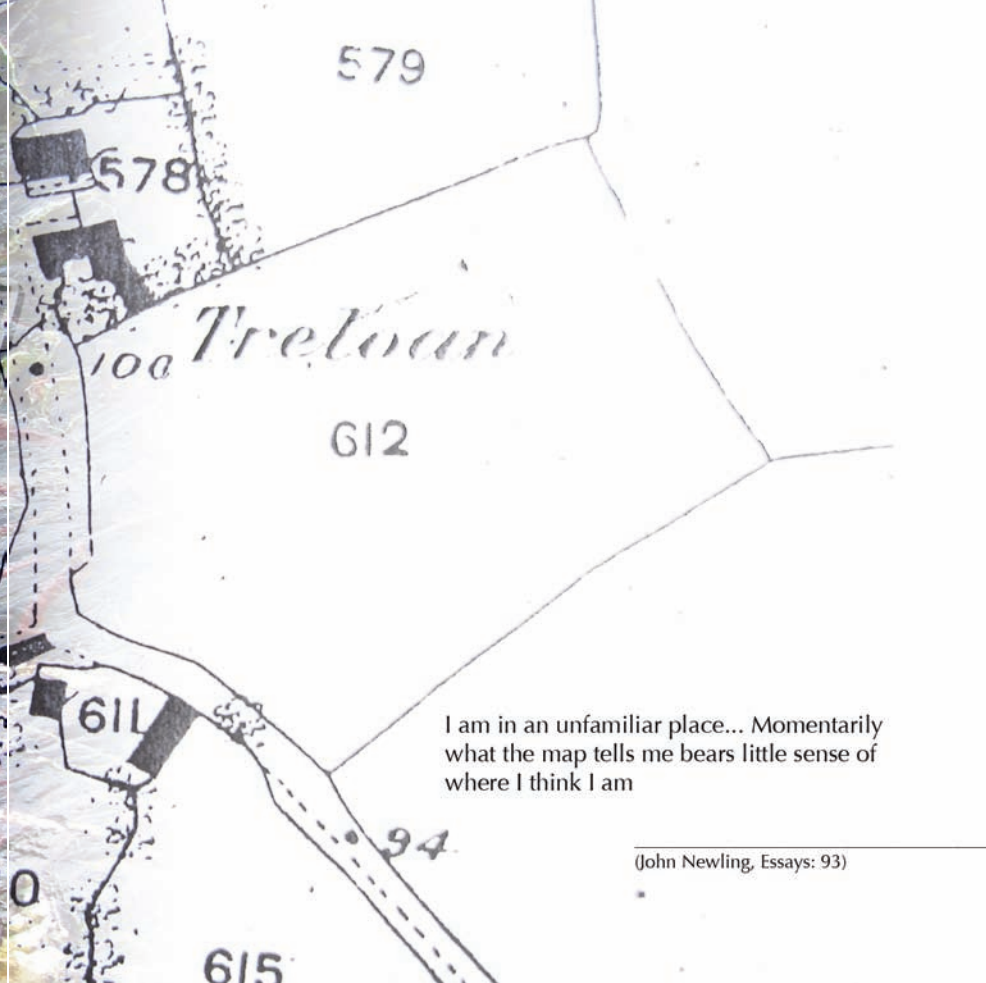 579
578
Treloan
100
612
611
I am in an unfamiliar place... Momentarily
what the map tells me bears little sense of
where I think I am
94
(John Newling, Essays: 93)
0
615